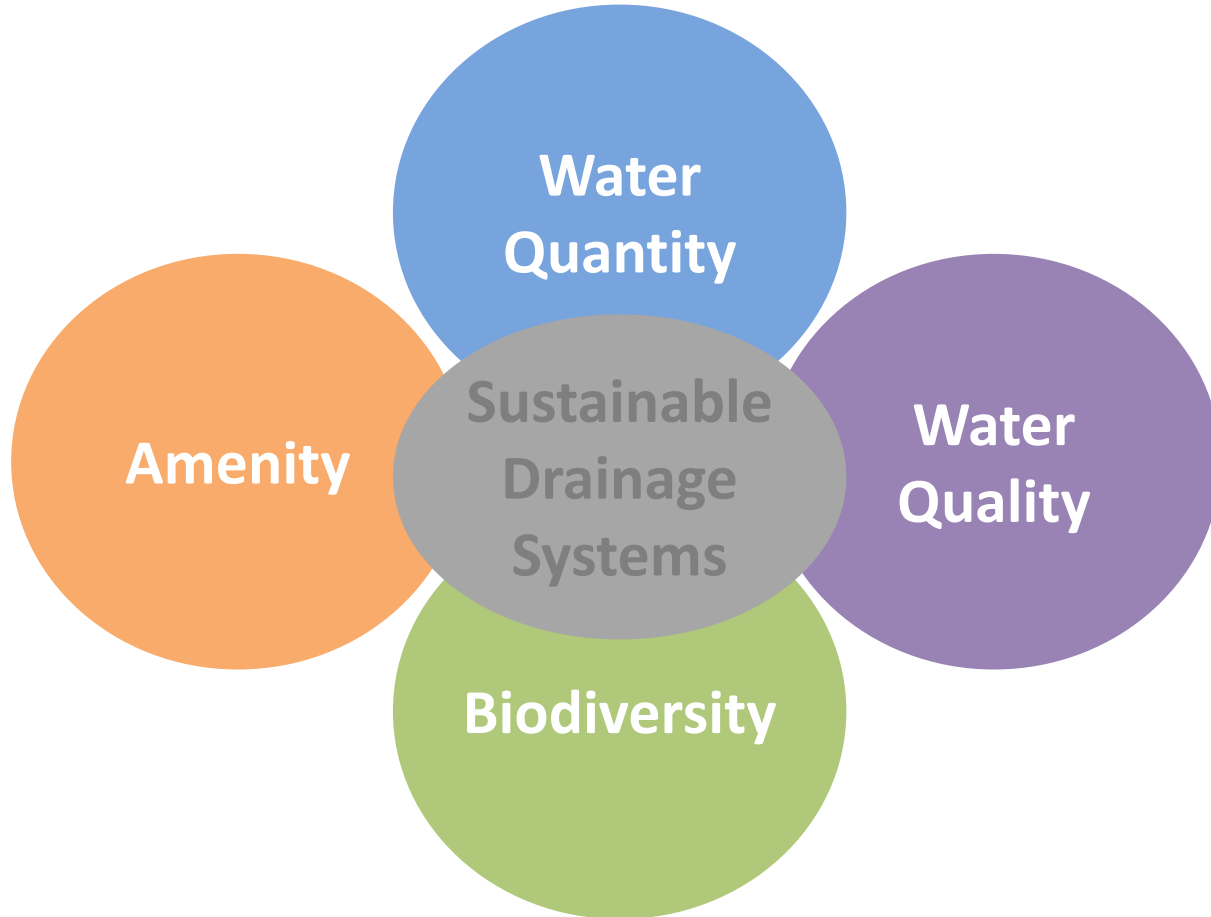 Water
Quantity
Amenity
Sustainable
Drainage
Systems
Water
Quality
Biodiversity